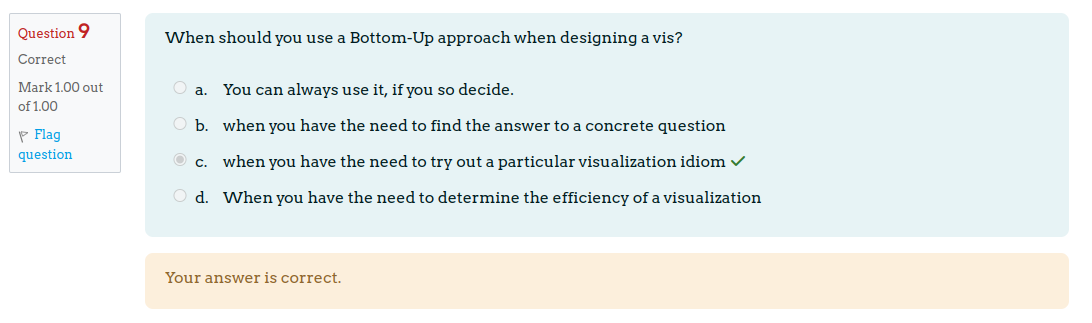 Question 9
Correct
Mark 1.00 out
of 1.00
Flag
question
When should you use a Bottom-Up approach when designing a vis?
a. You can always use it, if you so decide.
b. when you have the need to find the answer to a concrete question
c. when you have the need to try out a particular visualization idiom
d. When you have the need to determine the efficiency of a visualization
Your answer is correct.